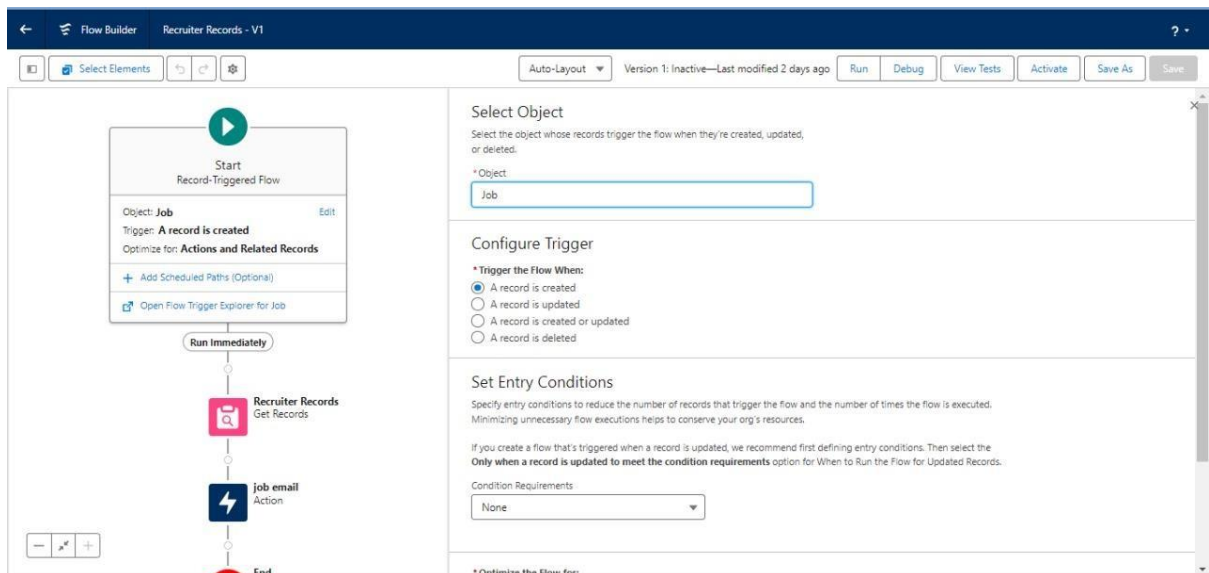 Flow Builder Recruiter Records - V1 ?
Select Elements Auto-Layout Version 1: Inactive—Last modified 2 days ago Run Debug View Tests Activate Save As Save
Start
Record-Triggered Flow
Object: Job Edit
Trigger: A record is created
Optimize for: Actions and Related Records
+ Add Scheduled Paths (Optional)
Open Flow Trigger Explorer for Job
Run Immediately
Recruiter Records
Get Records
job email
Action
End
Select Object
Select the object whose records trigger the flow when they're created, updated,
or deleted.
*Object
Job
Configure Trigger
*Trigger the Flow When:
A record is created
A record is updated
A record is created or updated
A record is deleted
Set Entry Conditions
Specify entry conditions to reduce the number of records that trigger the flow and the number of times the flow is executed.
Minimizing unnecessary flow executions helps to conserve your org's resources.
If you create a flow that's triggered when a record is updated, we recommend first defining entry conditions. Then select the
Only when a record is updated to meet the condition requirements option for When to Run the Flow for Updated Records.
Condition Requirements
None
*Optimize the Flow for: